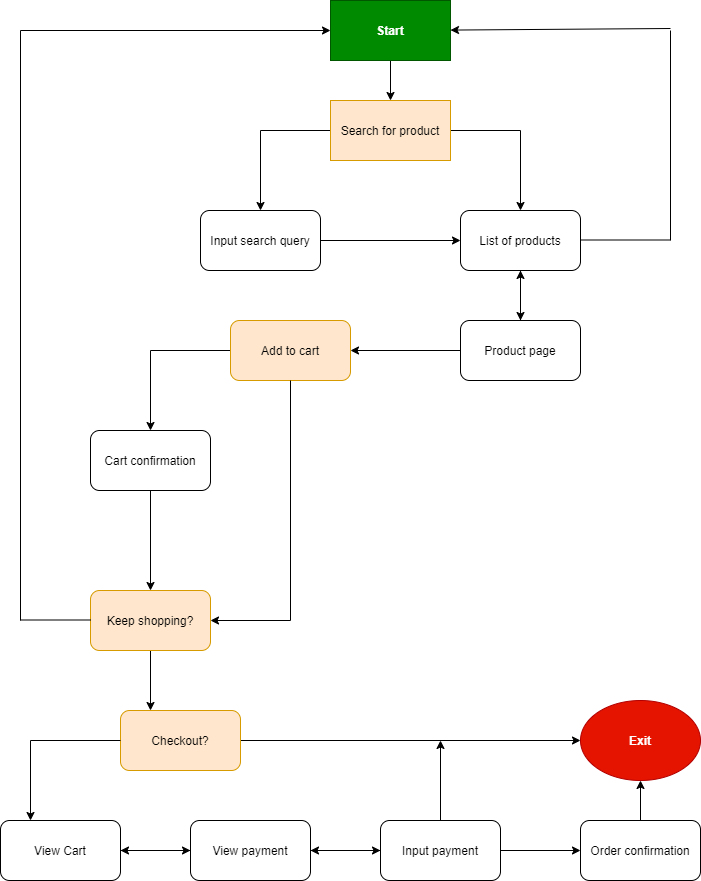 Start
Search for product
Input search query
List of products
Add to cart
Product page
Cart confirmation
Keep shopping?
Checkout?
Exit
View Cart
View payment
Input payment
Order confirmation